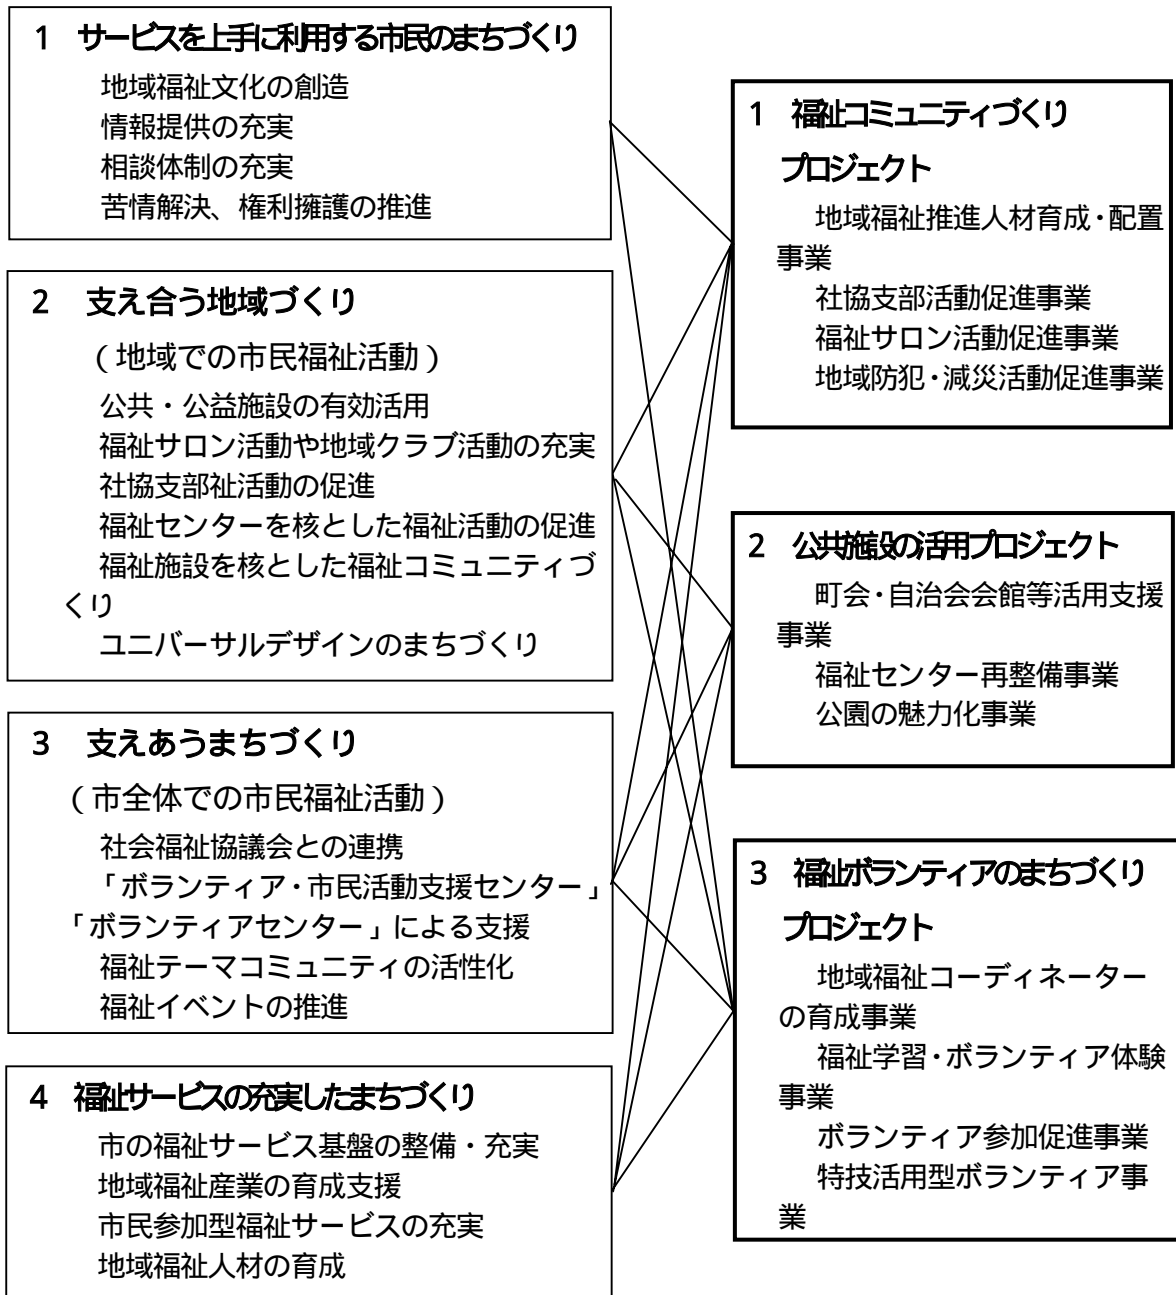 1 サービスを上手に利用する市民のまちづくり
地域福祉文化の創造
情報提供の充実
相談体制の充実
苦情解決、権利擁護の推進
2 支え合う地域づくり
(地域での市民福祉活動)
公共・公益施設の有効活用
福祉サロン活動や地域クラブ活動の充実
社協支部祉活動の促進
福祉センターを核とした福祉活動の促進
福祉施設を核とした福祉コミュニティづ
くり
ユニバーサルデザインのまちづくり
3 支えあうまちづくり
(市全体での市民福祉活動)
社会福祉協議会との連携
「ボランティア・市民活動支援センター」
「ボランティアセンター」による支援
福祉テーマコミュニティの活性化
福祉イベントの推進
4 福祉サービスの充実したまちづくり
市の福祉サービス基盤の整備・充実
地域福祉産業の育成支援
市民参加型福祉サービスの充実
地域福祉人材の育成
1 福祉コミュニティづくり
プロジェクト
地域福祉推進人材育成・配置
事業
社協支部活動促進事業
福祉サロン活動促進事業
地域防犯・減災活動促進事業
2 公共施設の活用プロジェクト
町会・自治会会館等活用支援
事業
福祉センター再整備事業
公園の魅力化事業
3 福祉ボランティアのまちづくり
プロジェクト
地域福祉コーディネーター
の育成事業
福祉学習・ボランティア体験
事業
ボランティア参加促進事業
特技活用型ボランティア事
業